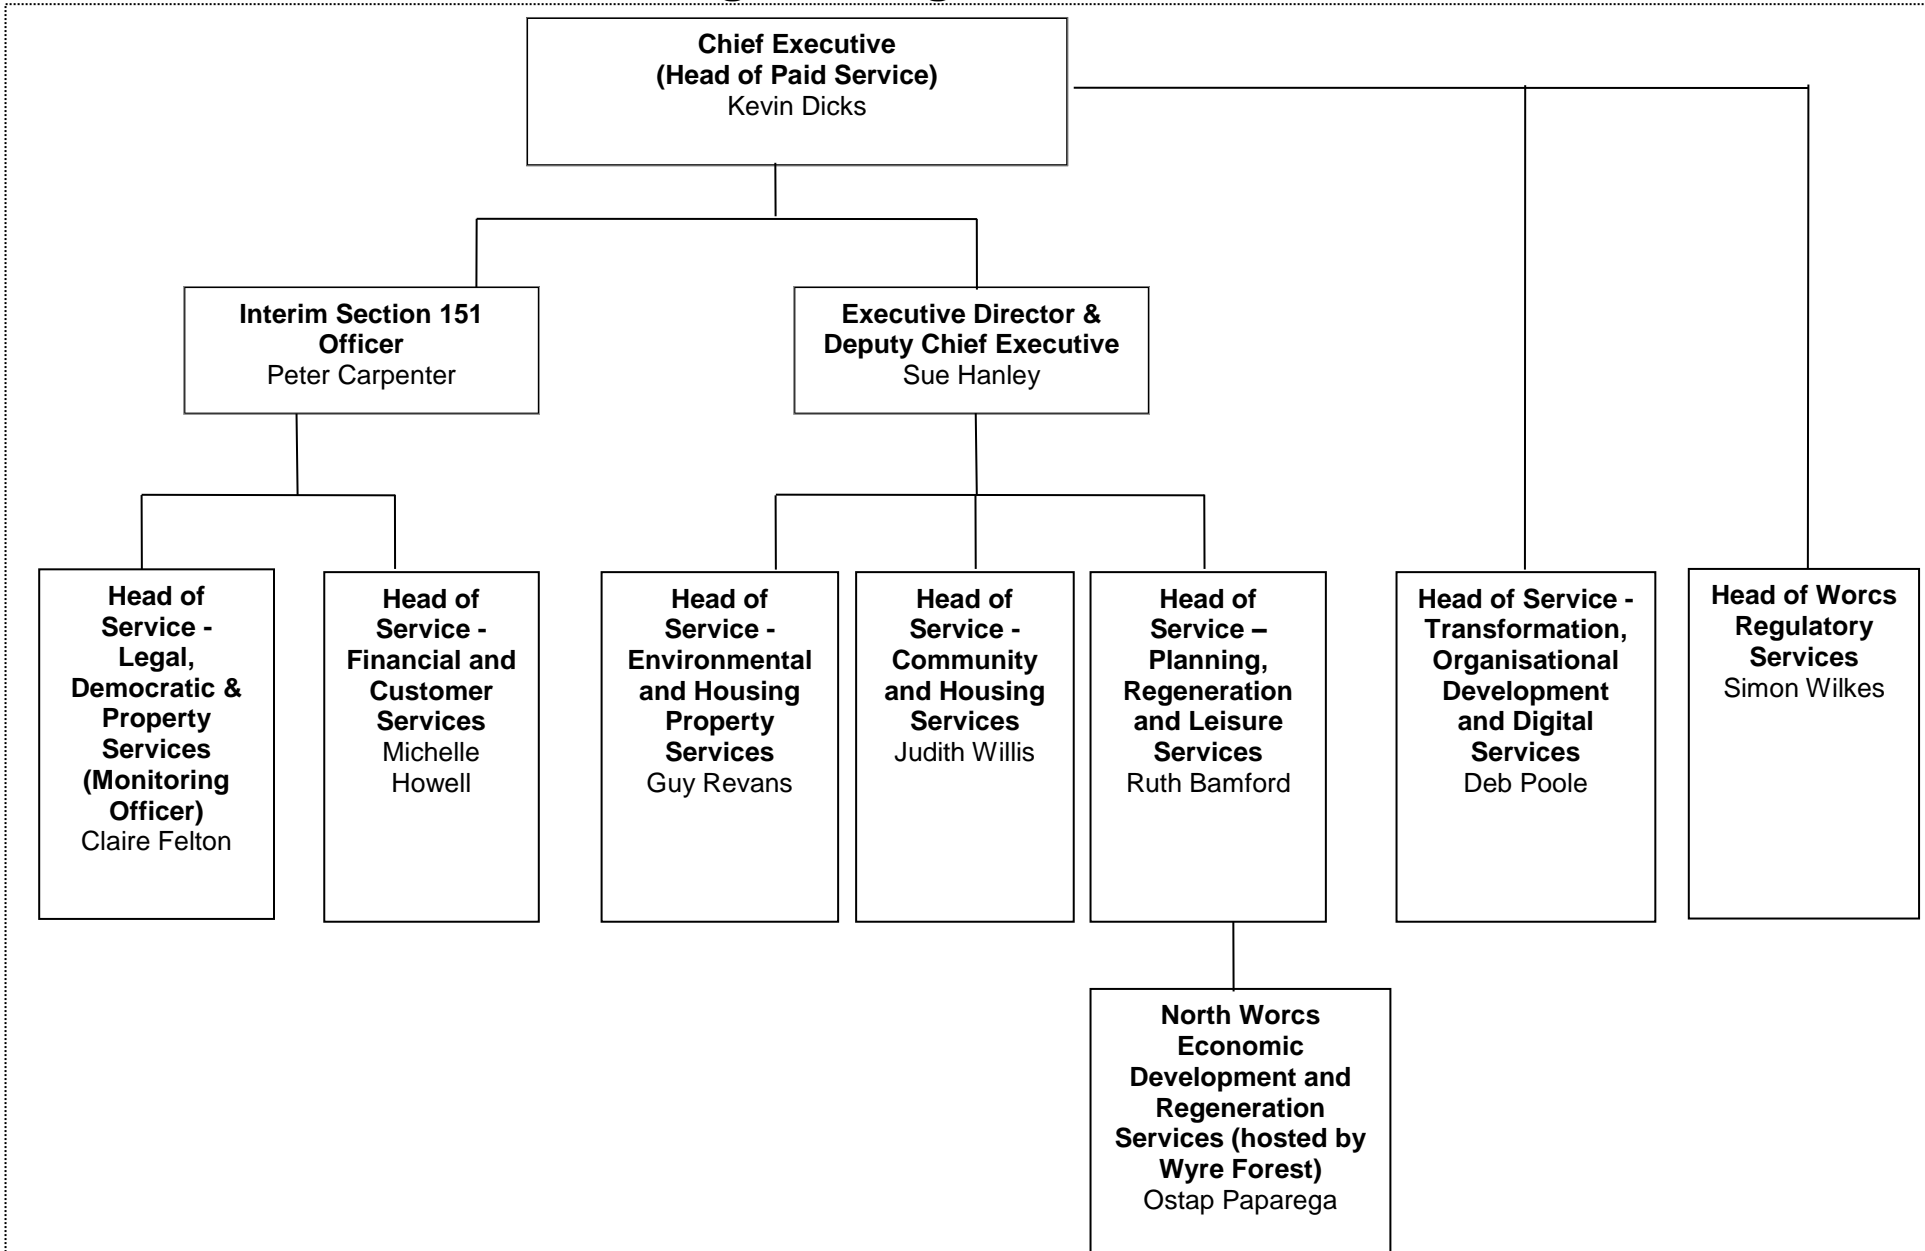 Chief Executive
(Head of Paid Service)
Kevin Dicks
Interim Section 151
Officer
Peter Carpenter
Executive Director &
Deputy Chief Executive
Sue Hanley
Head of
Service -
Legal,
Democratic &
Property
Services
(Monitoring
Officer)
Claire Felton
Head of
Service -
Financial and
Customer
Services
Michelle
Howell
Head of
Service -
Environmental
and Housing
Property
Services
Guy Revans
Head of
Service -
Community
and Housing
Services
Judith Willis
Head of
Service –
Planning,
Regeneration
and Leisure
Services
Ruth Bamford
Head of Service -
Transformation,
Organisational
Development
and Digital
Services
Deb Poole
Head of Worcs
Regulatory
Services
Simon Wilkes
North Worcs
Economic
Development and
Regeneration
Services (hosted by
Wyre Forest)
Ostap Paparega